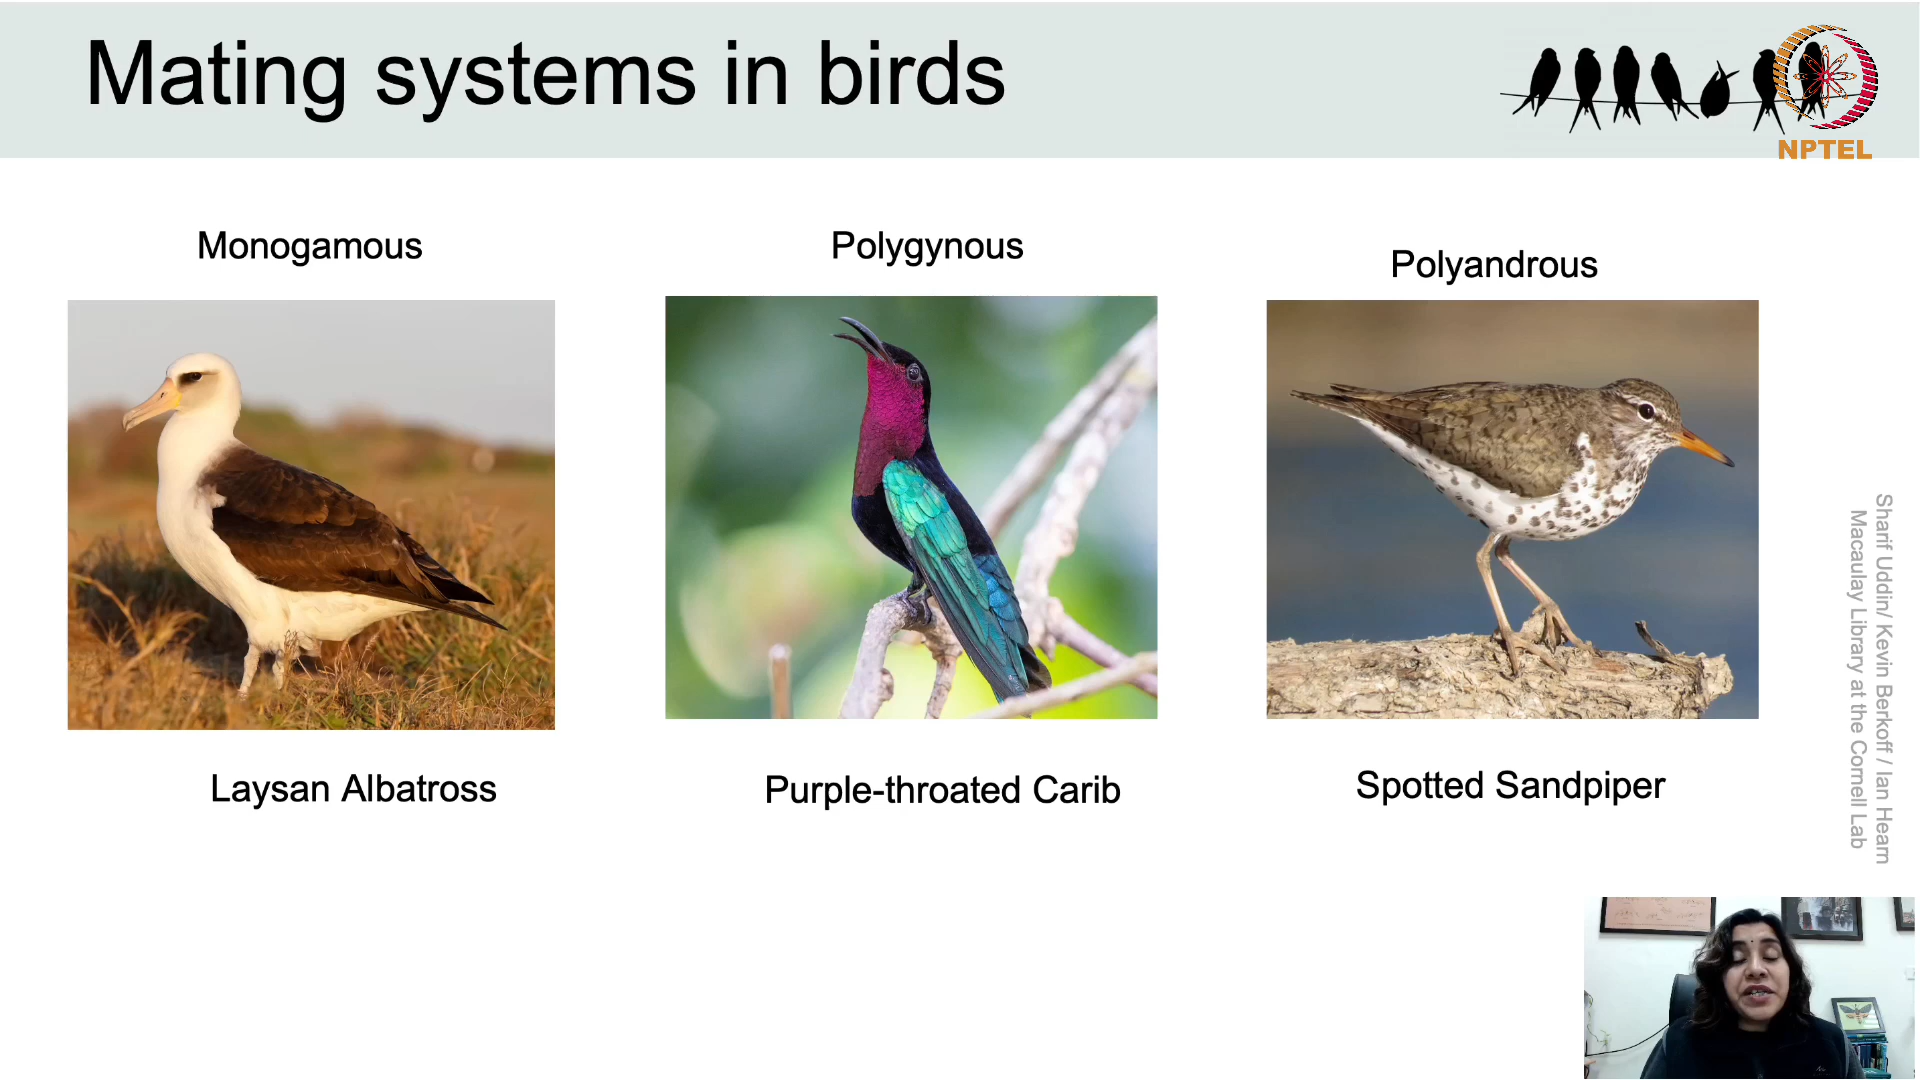 Mating systems in birds
NPTEL
Monogamous
Polygynous
Polyandrous
Laysan Albatross
Purple-throated Carib
Spotted Sandpiper
Sharif Uddin/ Kevin Berkoff / Ian Hearn
Macaulay Library at the Cornell Lab